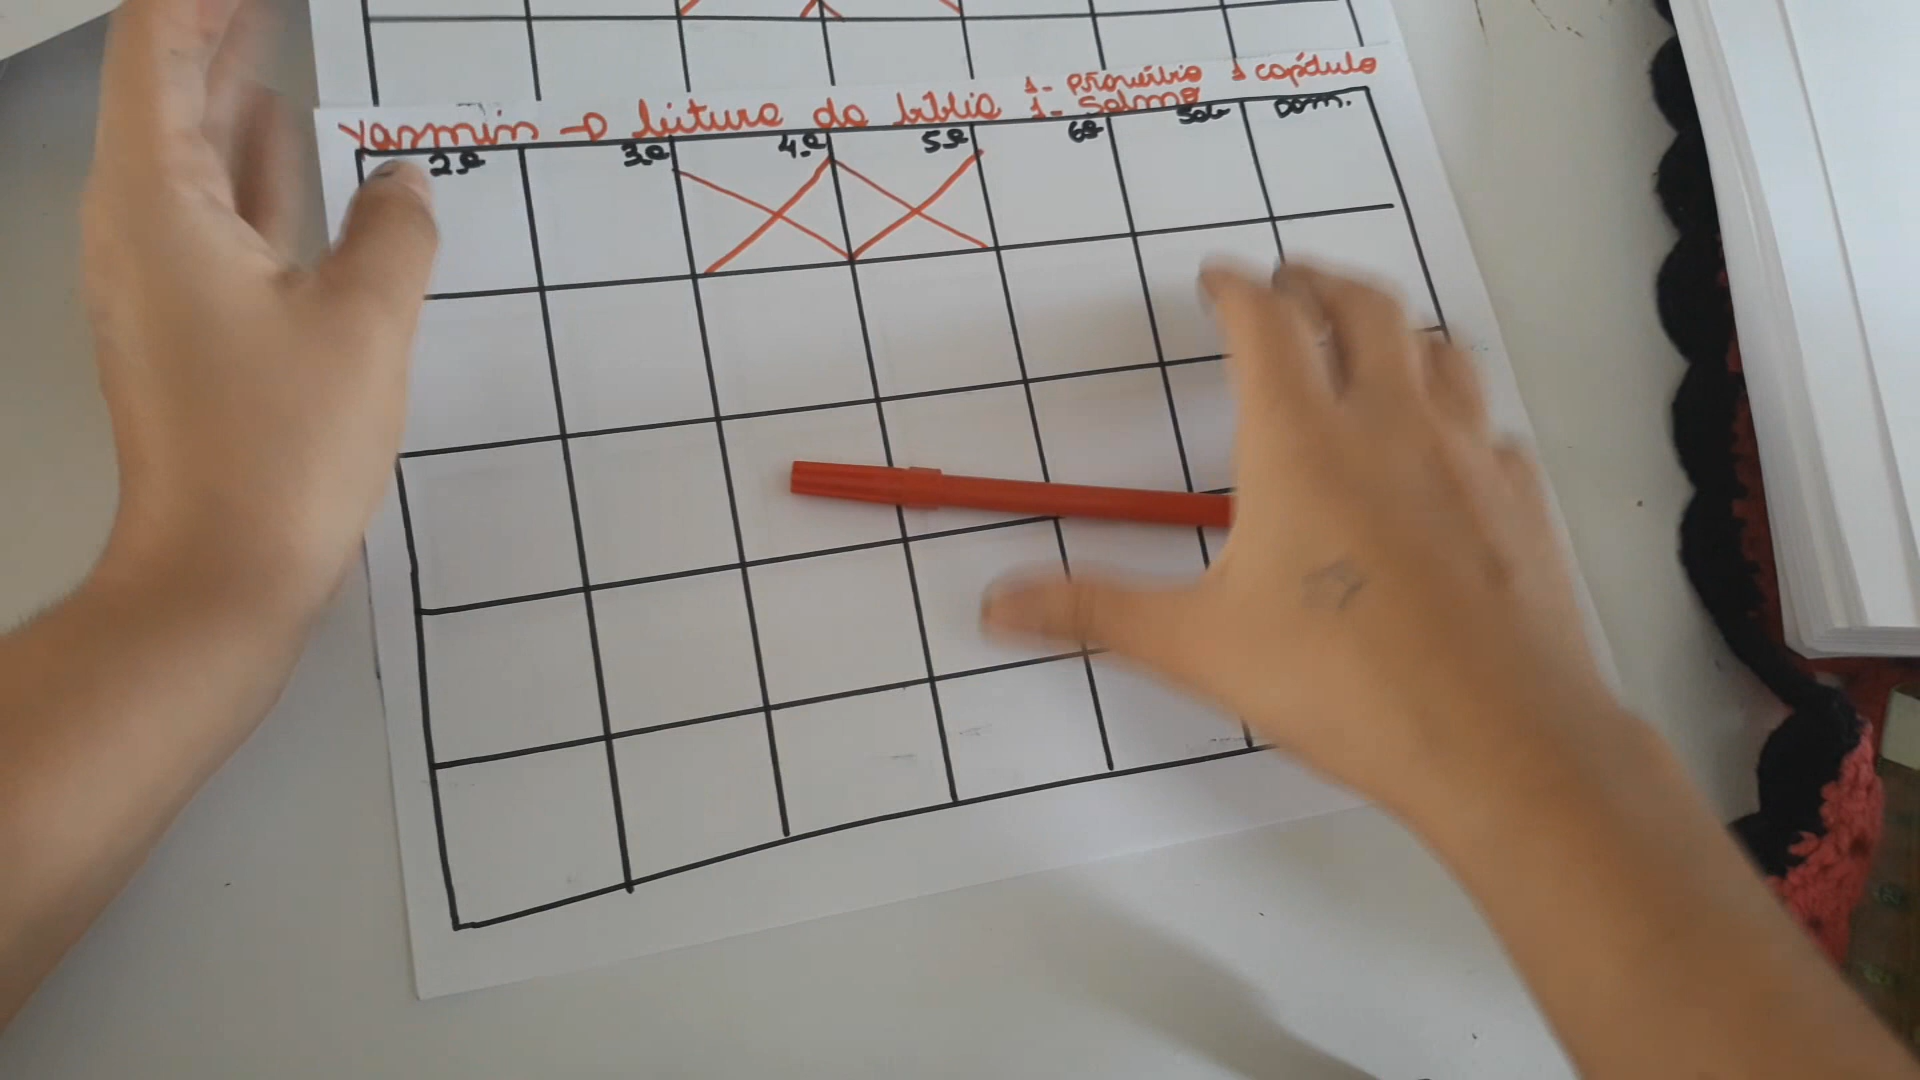 Yasmin → leitura da bíblia 1- Provérbio 1 capítulo
1- Salmo
2ª 3ª 4ª 5ª 6ª Sab Dom.